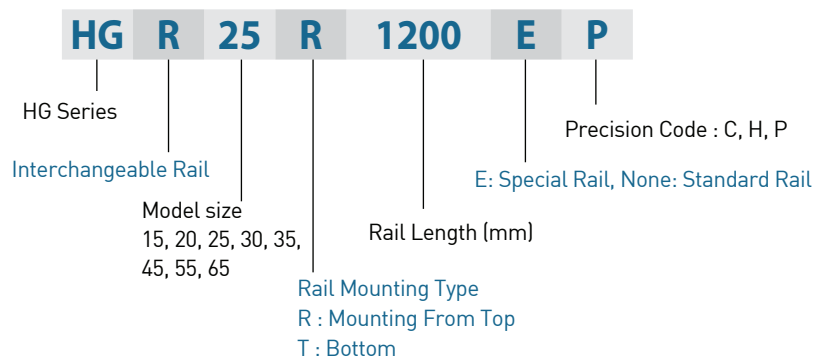 HG R 25 R 1200 E P
HG Series
Precision Code : C, H, P
Interchangeable Rail
E: Special Rail, None: Standard Rail
Model size
15, 20, 25, 30, 35,
45, 55, 65
Rail Length (mm)
Rail Mounting Type
R : Mounting From Top
T : Bottom